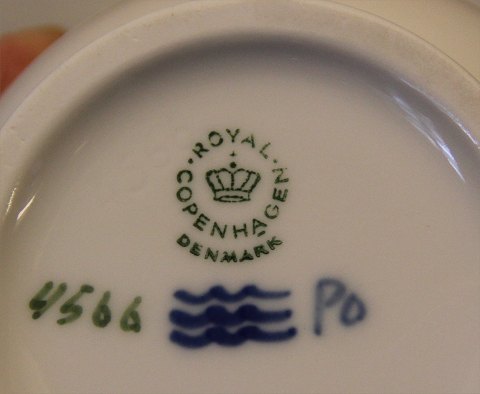 ROYAL
COPENHAGEN
DENMARK
4566 Po